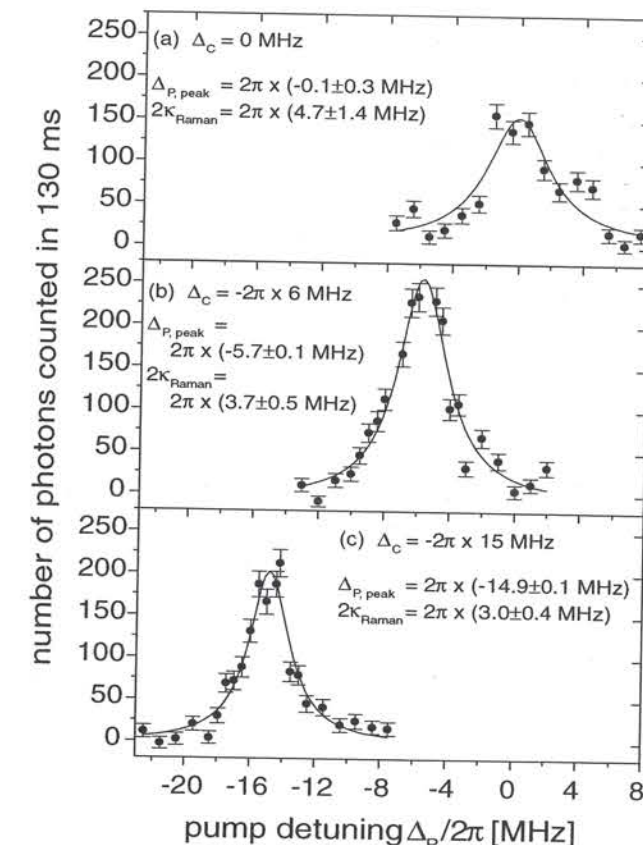 number of photons counted in 130 ms
250
200
150
100
50
0
(a) Δ_C = 0 MHz
Δ_P, peak = 2π x (-0.1±0.3 MHz)
2κ_Raman = 2π x (4.7±1.4 MHz)
250
200
150
100
50
0
(b) Δ_C = -2π x 6 MHz
Δ_P, peak =
2π x (-5.7±0.1 MHz)
2κ_Raman =
2π x (3.7±0.5 MHz)
250
200
150
100
50
0
(c) Δ_C = -2π x 15 MHz
Δ_P, peak = 2π x (-14.9±0.1 MHz)
2κ_Raman = 2π x (3.0±0.4 MHz)
-20 -16 -12 -8 -4 0 4 8
pump detuning Δ_P/2π [MHz]